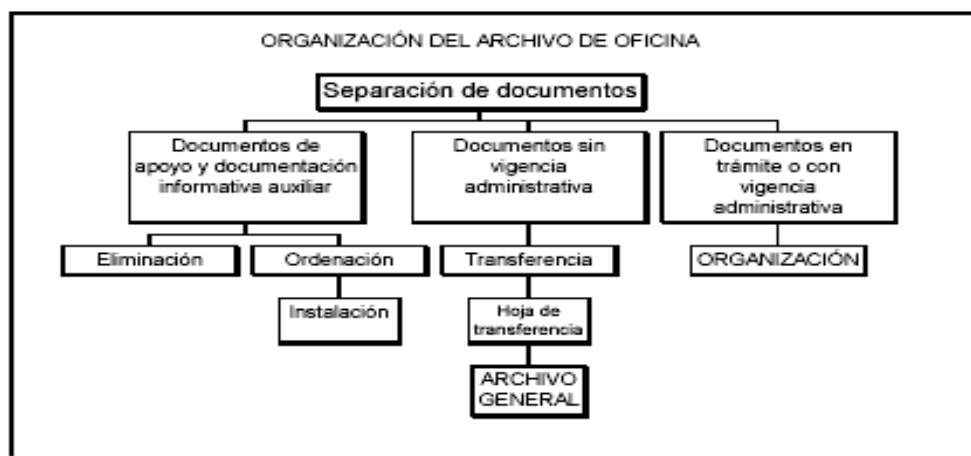 ORGANIZACIÓN DEL ARCHIVO DE OFICINA
Separación de documentos
Documentos de
apoyo y documentación
informativa auxiliar
Documentos sin
vigencia
administrativa
Documentos en
trámite o con
vigencia
administrativa
Eliminación
Ordenación
Transferencia
ORGANIZACIÓN
Instalación
Hoja de
transferencia
ARCHIVO
GENERAL